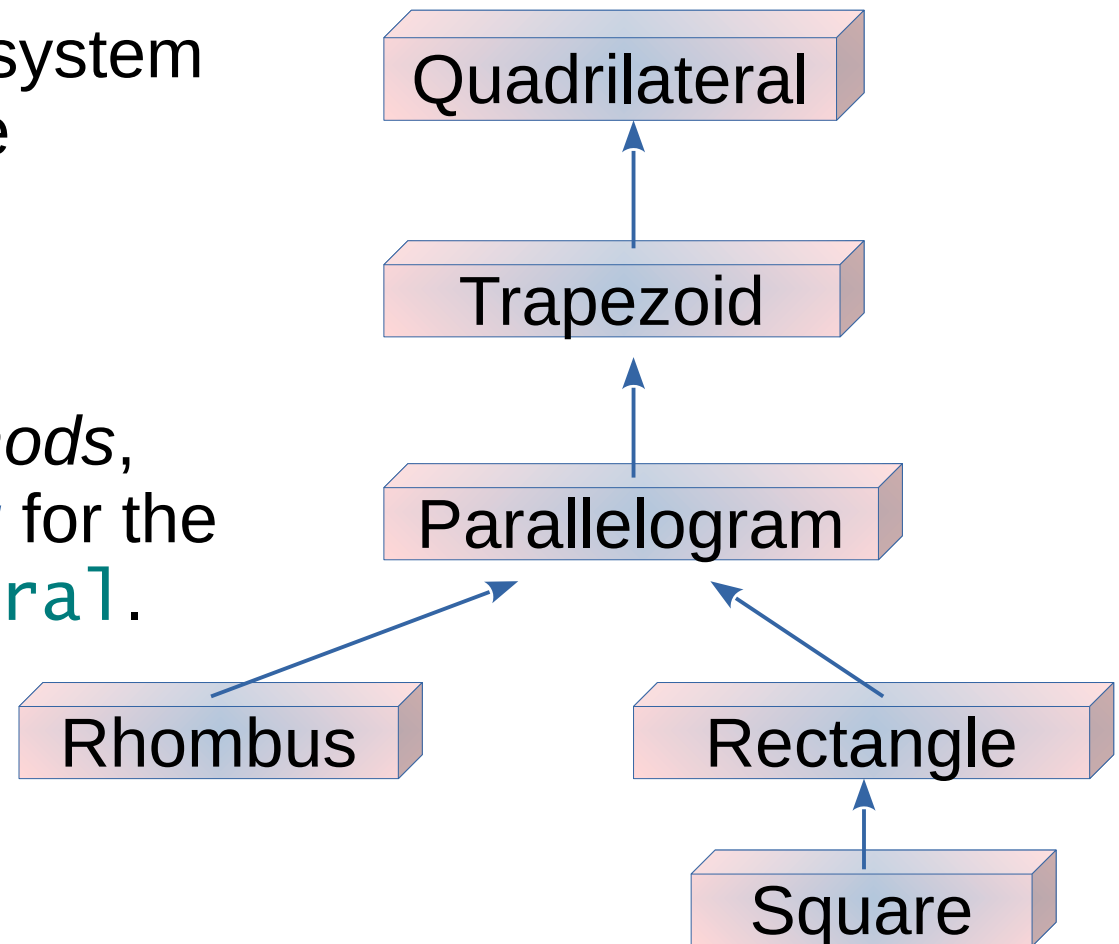 system
e
ods,
r for the
ral.
Quadrilateral
Trapezoid
Parallelogram
Rhombus
Rectangle
Square